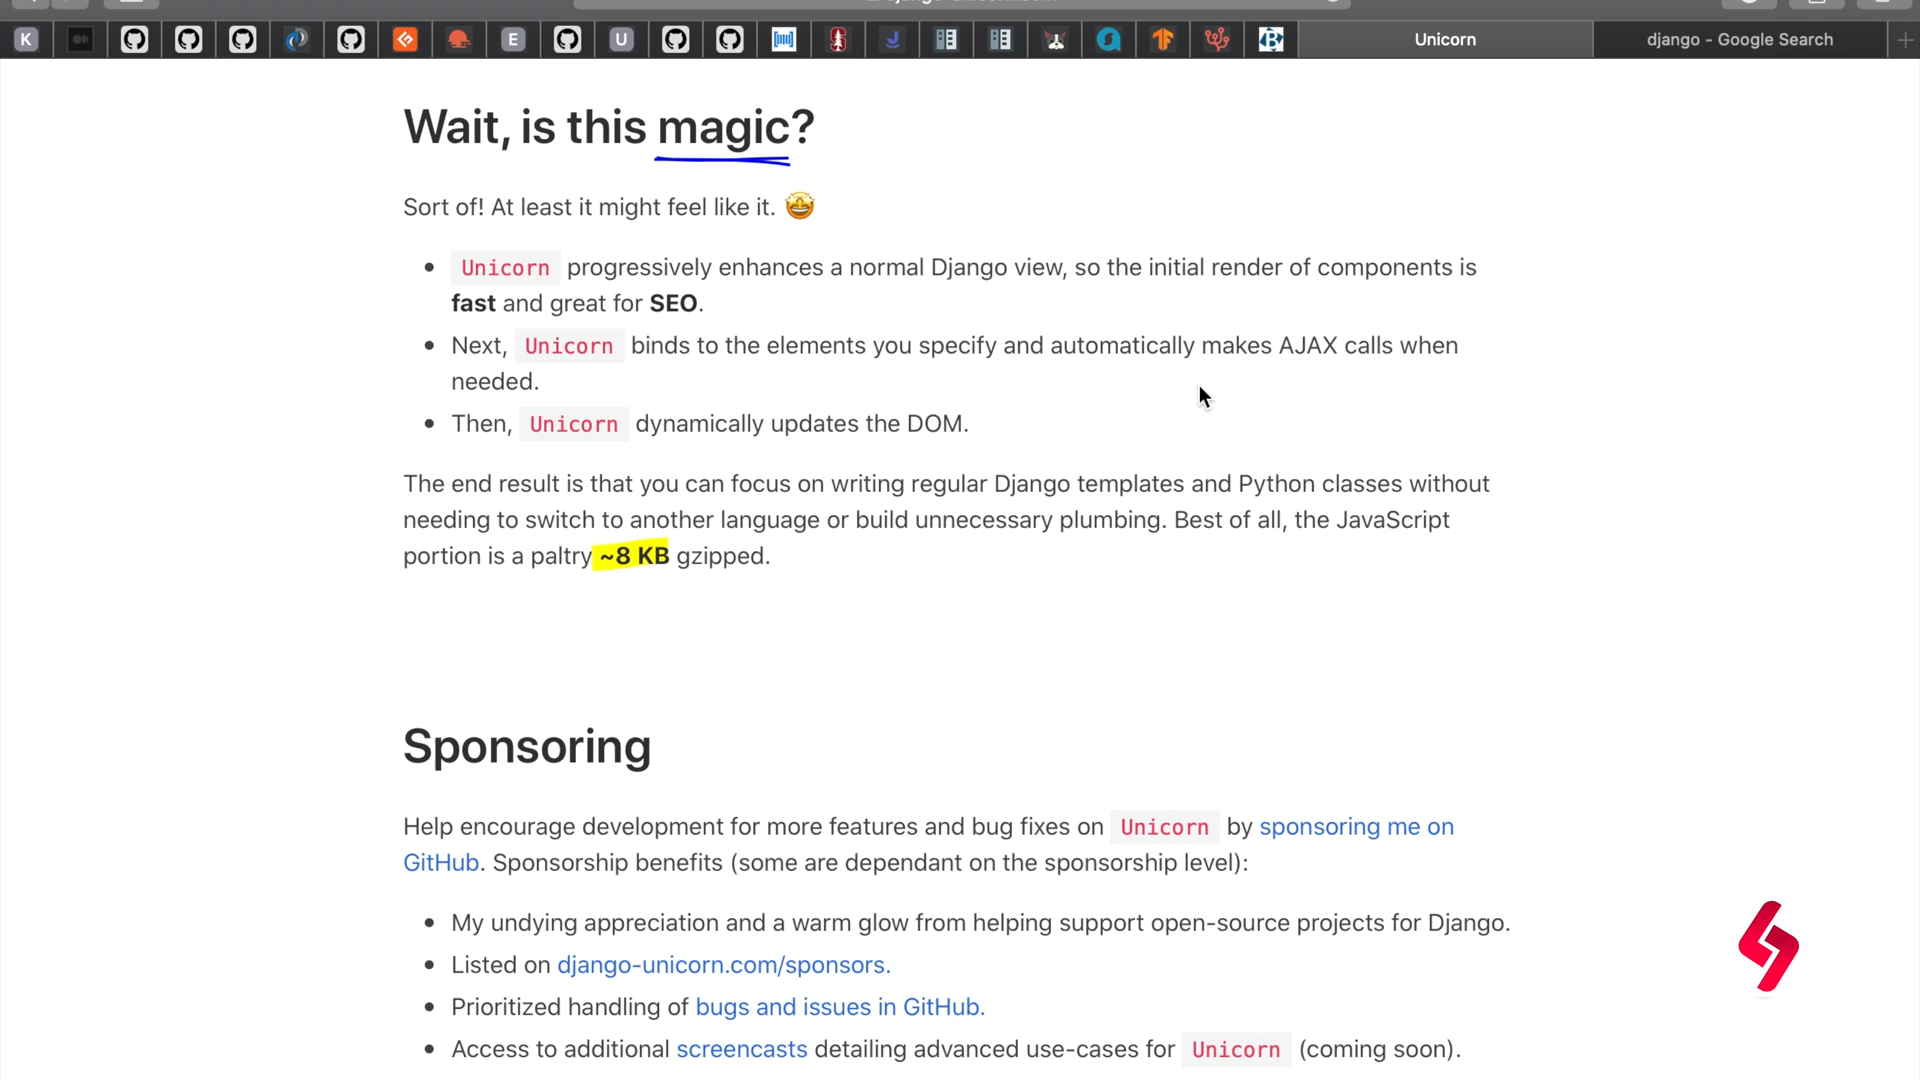 K
E
U
Unicorn
django - Google Search
Wait, is this magic?
Sort of! At least it might feel like it. 🤩
• Unicorn progressively enhances a normal Django view, so the initial render of components is
fast and great for SEO.
• Next, Unicorn binds to the elements you specify and automatically makes AJAX calls when
needed.
• Then, Unicorn dynamically updates the DOM.
The end result is that you can focus on writing regular Django templates and Python classes without
needing to switch to another language or build unnecessary plumbing. Best of all, the JavaScript
portion is a paltry ~8 KB gzipped.
Sponsoring
Help encourage development for more features and bug fixes on Unicorn by sponsoring me on
GitHub. Sponsorship benefits (some are dependant on the sponsorship level):
• My undying appreciation and a warm glow from helping support open-source projects for Django.
• Listed on django-unicorn.com/sponsors.
• Prioritized handling of bugs and issues in GitHub.
• Access to additional screencasts detailing advanced use-cases for Unicorn (coming soon).